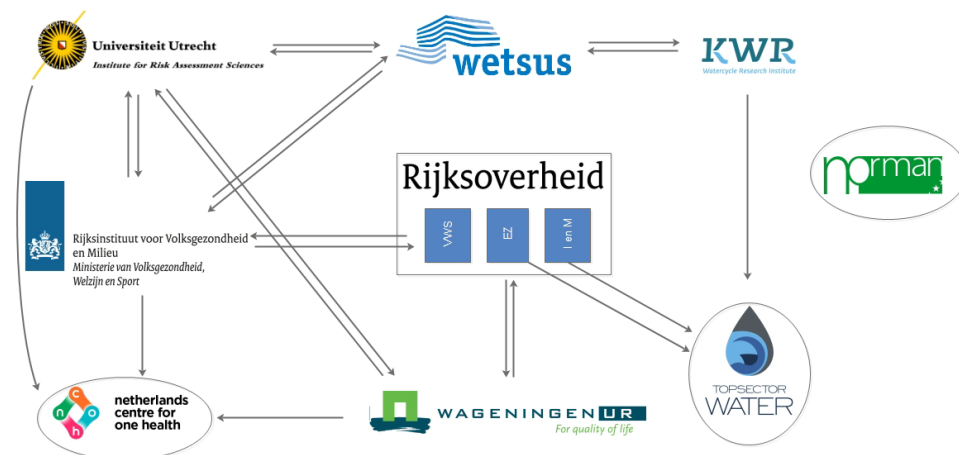 Universiteit Utrecht
Institute for Risk Assessment Sciences
wetsus
KWR
Watercycle Research Institute
norman
Rijksoverheid
VWS
EZ
I en M
Rijksinstituut voor Volksgezondheid
en Milieu
Ministerie van Volksgezondheid,
Welzijn en Sport
TOPSECTOR
WATER
n c o h
netherlands
centre for
one health
WAGENINGEN UR
For quality of life